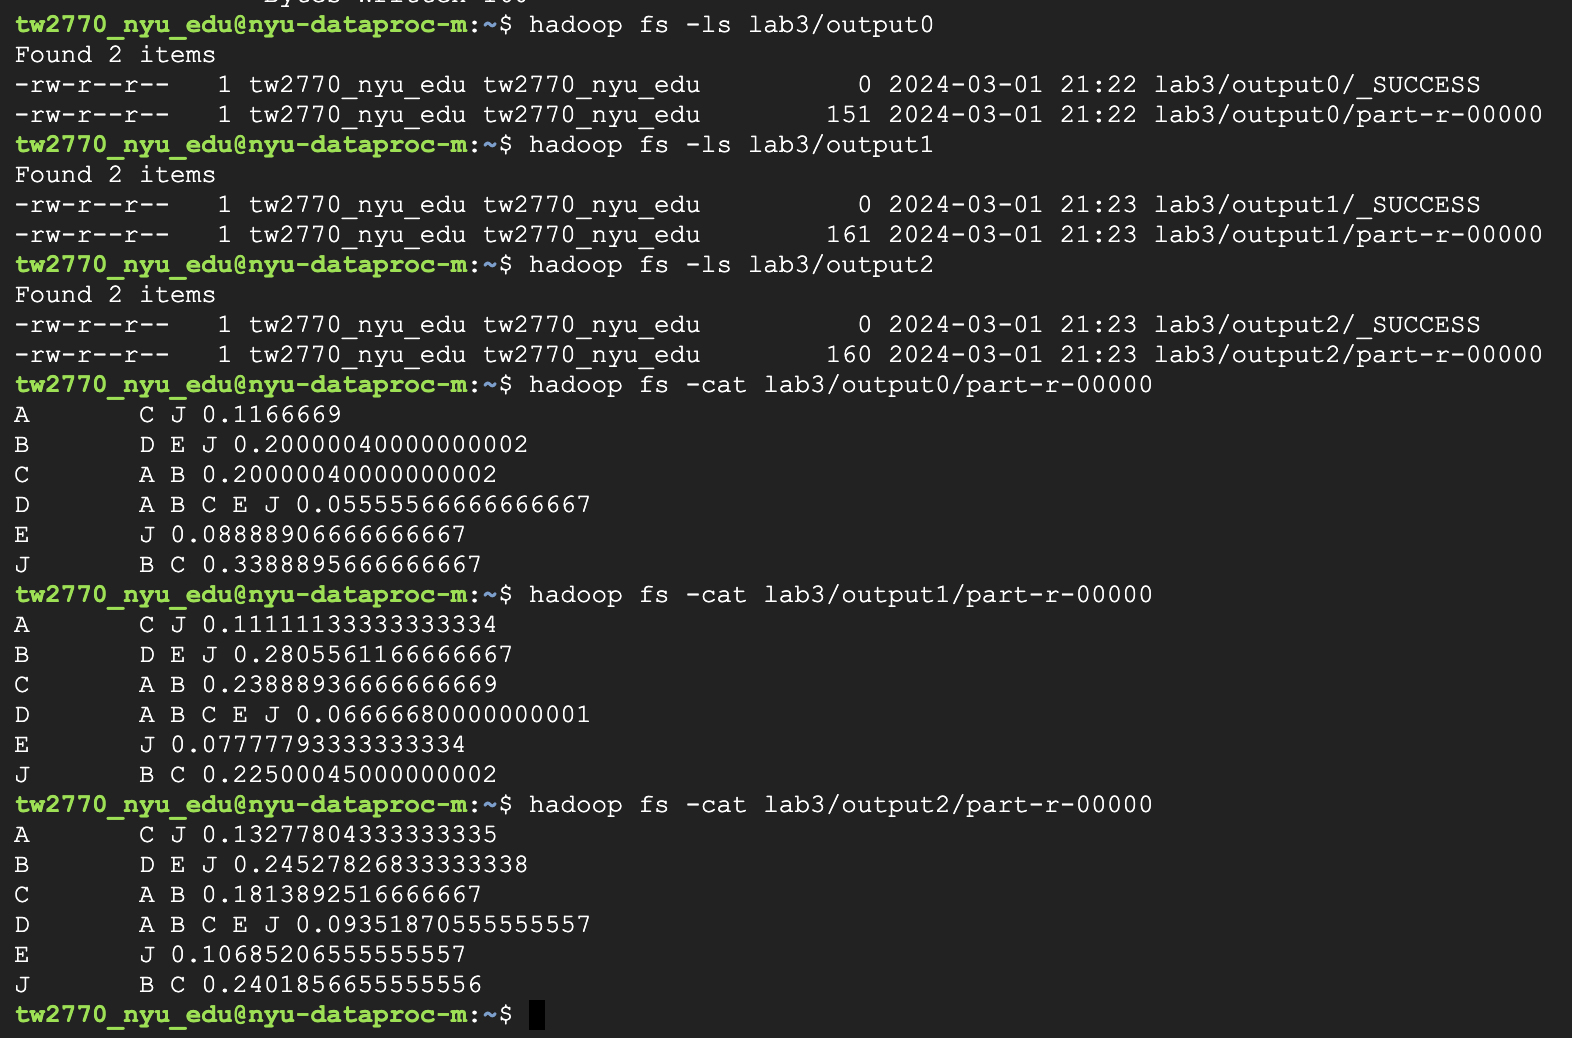 Bytes Written 160
tw2770_nyu_edu@nyu-dataproc-m:~$ hadoop fs -ls lab3/output0
Found 2 items
-rw-r--r--   1 tw2770_nyu_edu tw2770_nyu_edu        0 2024-03-01 21:22 lab3/output0/_SUCCESS
-rw-r--r--   1 tw2770_nyu_edu tw2770_nyu_edu      151 2024-03-01 21:22 lab3/output0/part-r-00000
tw2770_nyu_edu@nyu-dataproc-m:~$ hadoop fs -ls lab3/output1
Found 2 items
-rw-r--r--   1 tw2770_nyu_edu tw2770_nyu_edu        0 2024-03-01 21:23 lab3/output1/_SUCCESS
-rw-r--r--   1 tw2770_nyu_edu tw2770_nyu_edu      161 2024-03-01 21:23 lab3/output1/part-r-00000
tw2770_nyu_edu@nyu-dataproc-m:~$ hadoop fs -ls lab3/output2
Found 2 items
-rw-r--r--   1 tw2770_nyu_edu tw2770_nyu_edu        0 2024-03-01 21:23 lab3/output2/_SUCCESS
-rw-r--r--   1 tw2770_nyu_edu tw2770_nyu_edu      160 2024-03-01 21:23 lab3/output2/part-r-00000
tw2770_nyu_edu@nyu-dataproc-m:~$ hadoop fs -cat lab3/output0/part-r-00000
A       C J 0.1166669
B       D E J 0.20000040000000002
C       A B 0.20000040000000002
D       A B C E J 0.05555566666666667
E       J 0.08888906666666667
J       B C 0.3388895666666667
tw2770_nyu_edu@nyu-dataproc-m:~$ hadoop fs -cat lab3/output1/part-r-00000
A       C J 0.11111133333333334
B       D E J 0.2805561166666667
C       A B 0.23888936666666669
D       A B C E J 0.06666680000000001
E       J 0.07777793333333334
J       B C 0.22500045000000002
tw2770_nyu_edu@nyu-dataproc-m:~$ hadoop fs -cat lab3/output2/part-r-00000
A       C J 0.13277804333333335
B       D E J 0.24527826833333338
C       A B 0.1813892516666667
D       A B C E J 0.09351870555555557
E       J 0.10685206555555557
J       B C 0.2401856655555556
tw2770_nyu_edu@nyu-dataproc-m:~$